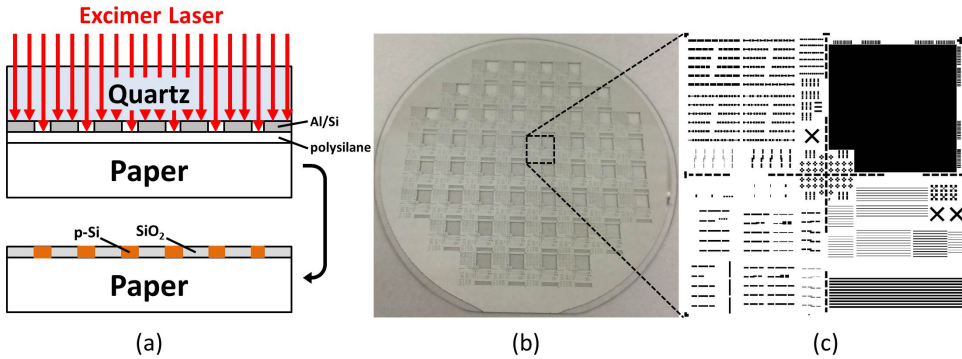 Excimer Laser
Quartz
Al/Si
polysilane
Paper
p-Si
SiO₂
Paper
(a)
(b)
(c)